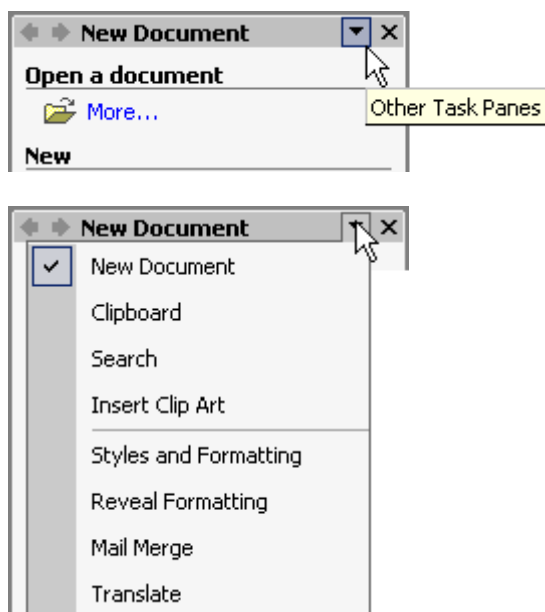 New Document
Open a document
More...
Other Task Panes
New
New Document
New Document
Clipboard
Search
Insert Clip Art
Styles and Formatting
Reveal Formatting
Mail Merge
Translate